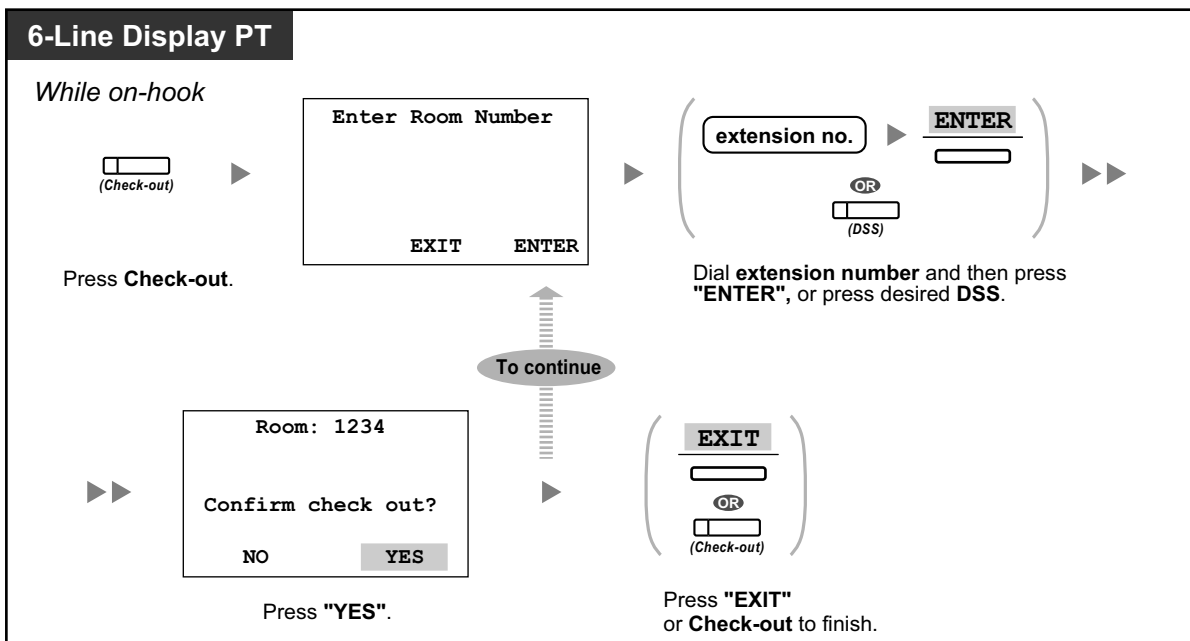 6-Line Display PT
While on-hook
(Check-out)
Press Check-out.
Enter Room Number
EXIT ENTER
extension no.
ENTER
OR
(DSS)
Dial extension number and then press
"ENTER", or press desired DSS.
To continue
Room: 1234
Confirm check out?
NO YES
Press "YES".
EXIT
OR
(Check-out)
Press "EXIT"
or Check-out to finish.